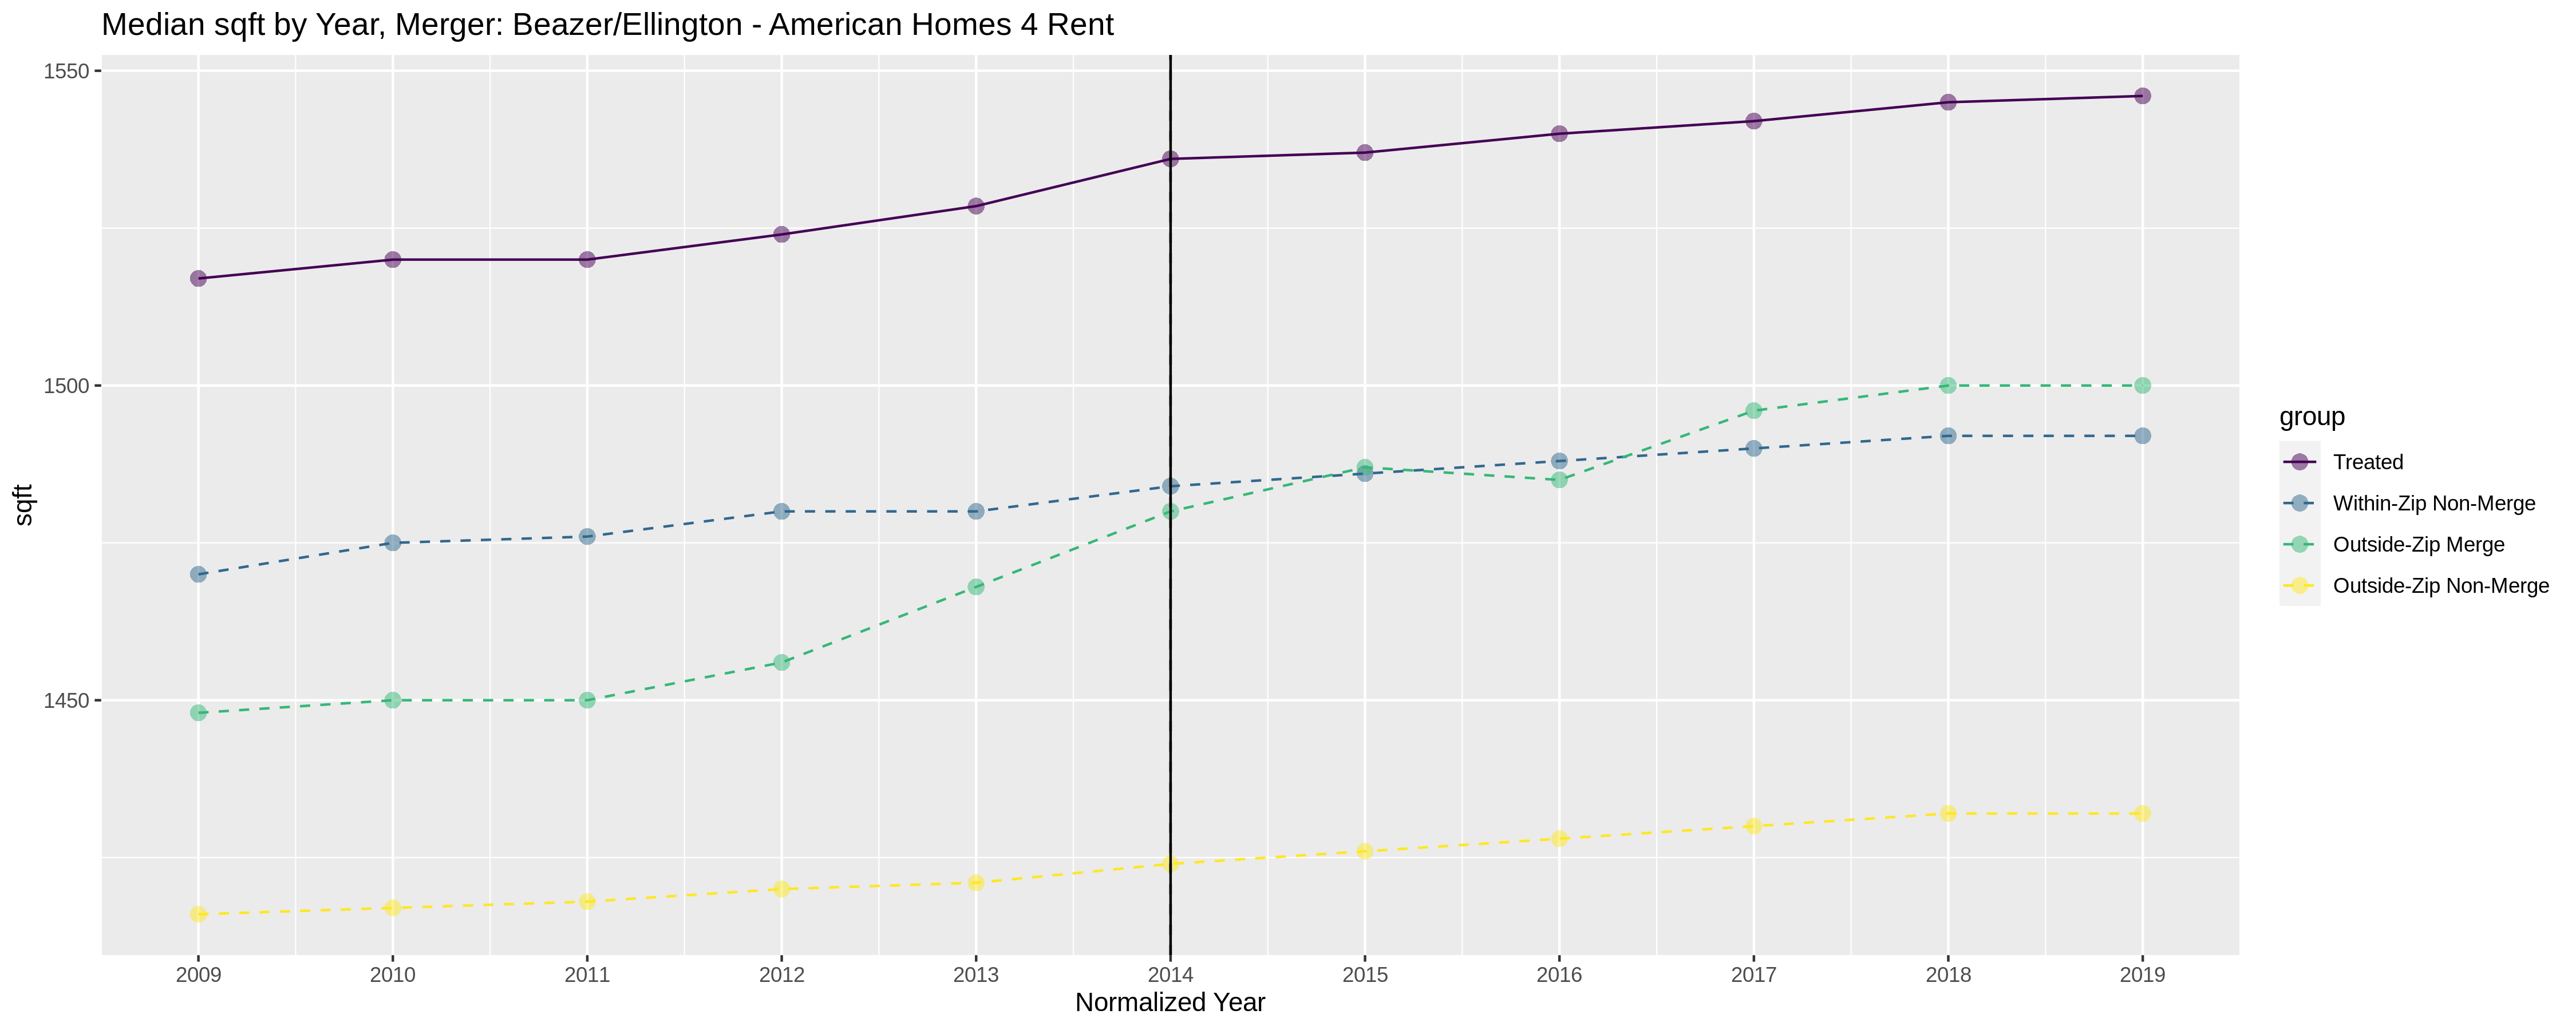 Median sqft by Year, Merger: Beazer/Ellington - American Homes 4 Rent
1550
1500
1450
sqft
2009 2010 2011 2012 2013 2014 2015 2016 2017 2018 2019
Normalized Year
group
Treated
Within-Zip Non-Merge
Outside-Zip Merge
Outside-Zip Non-Merge